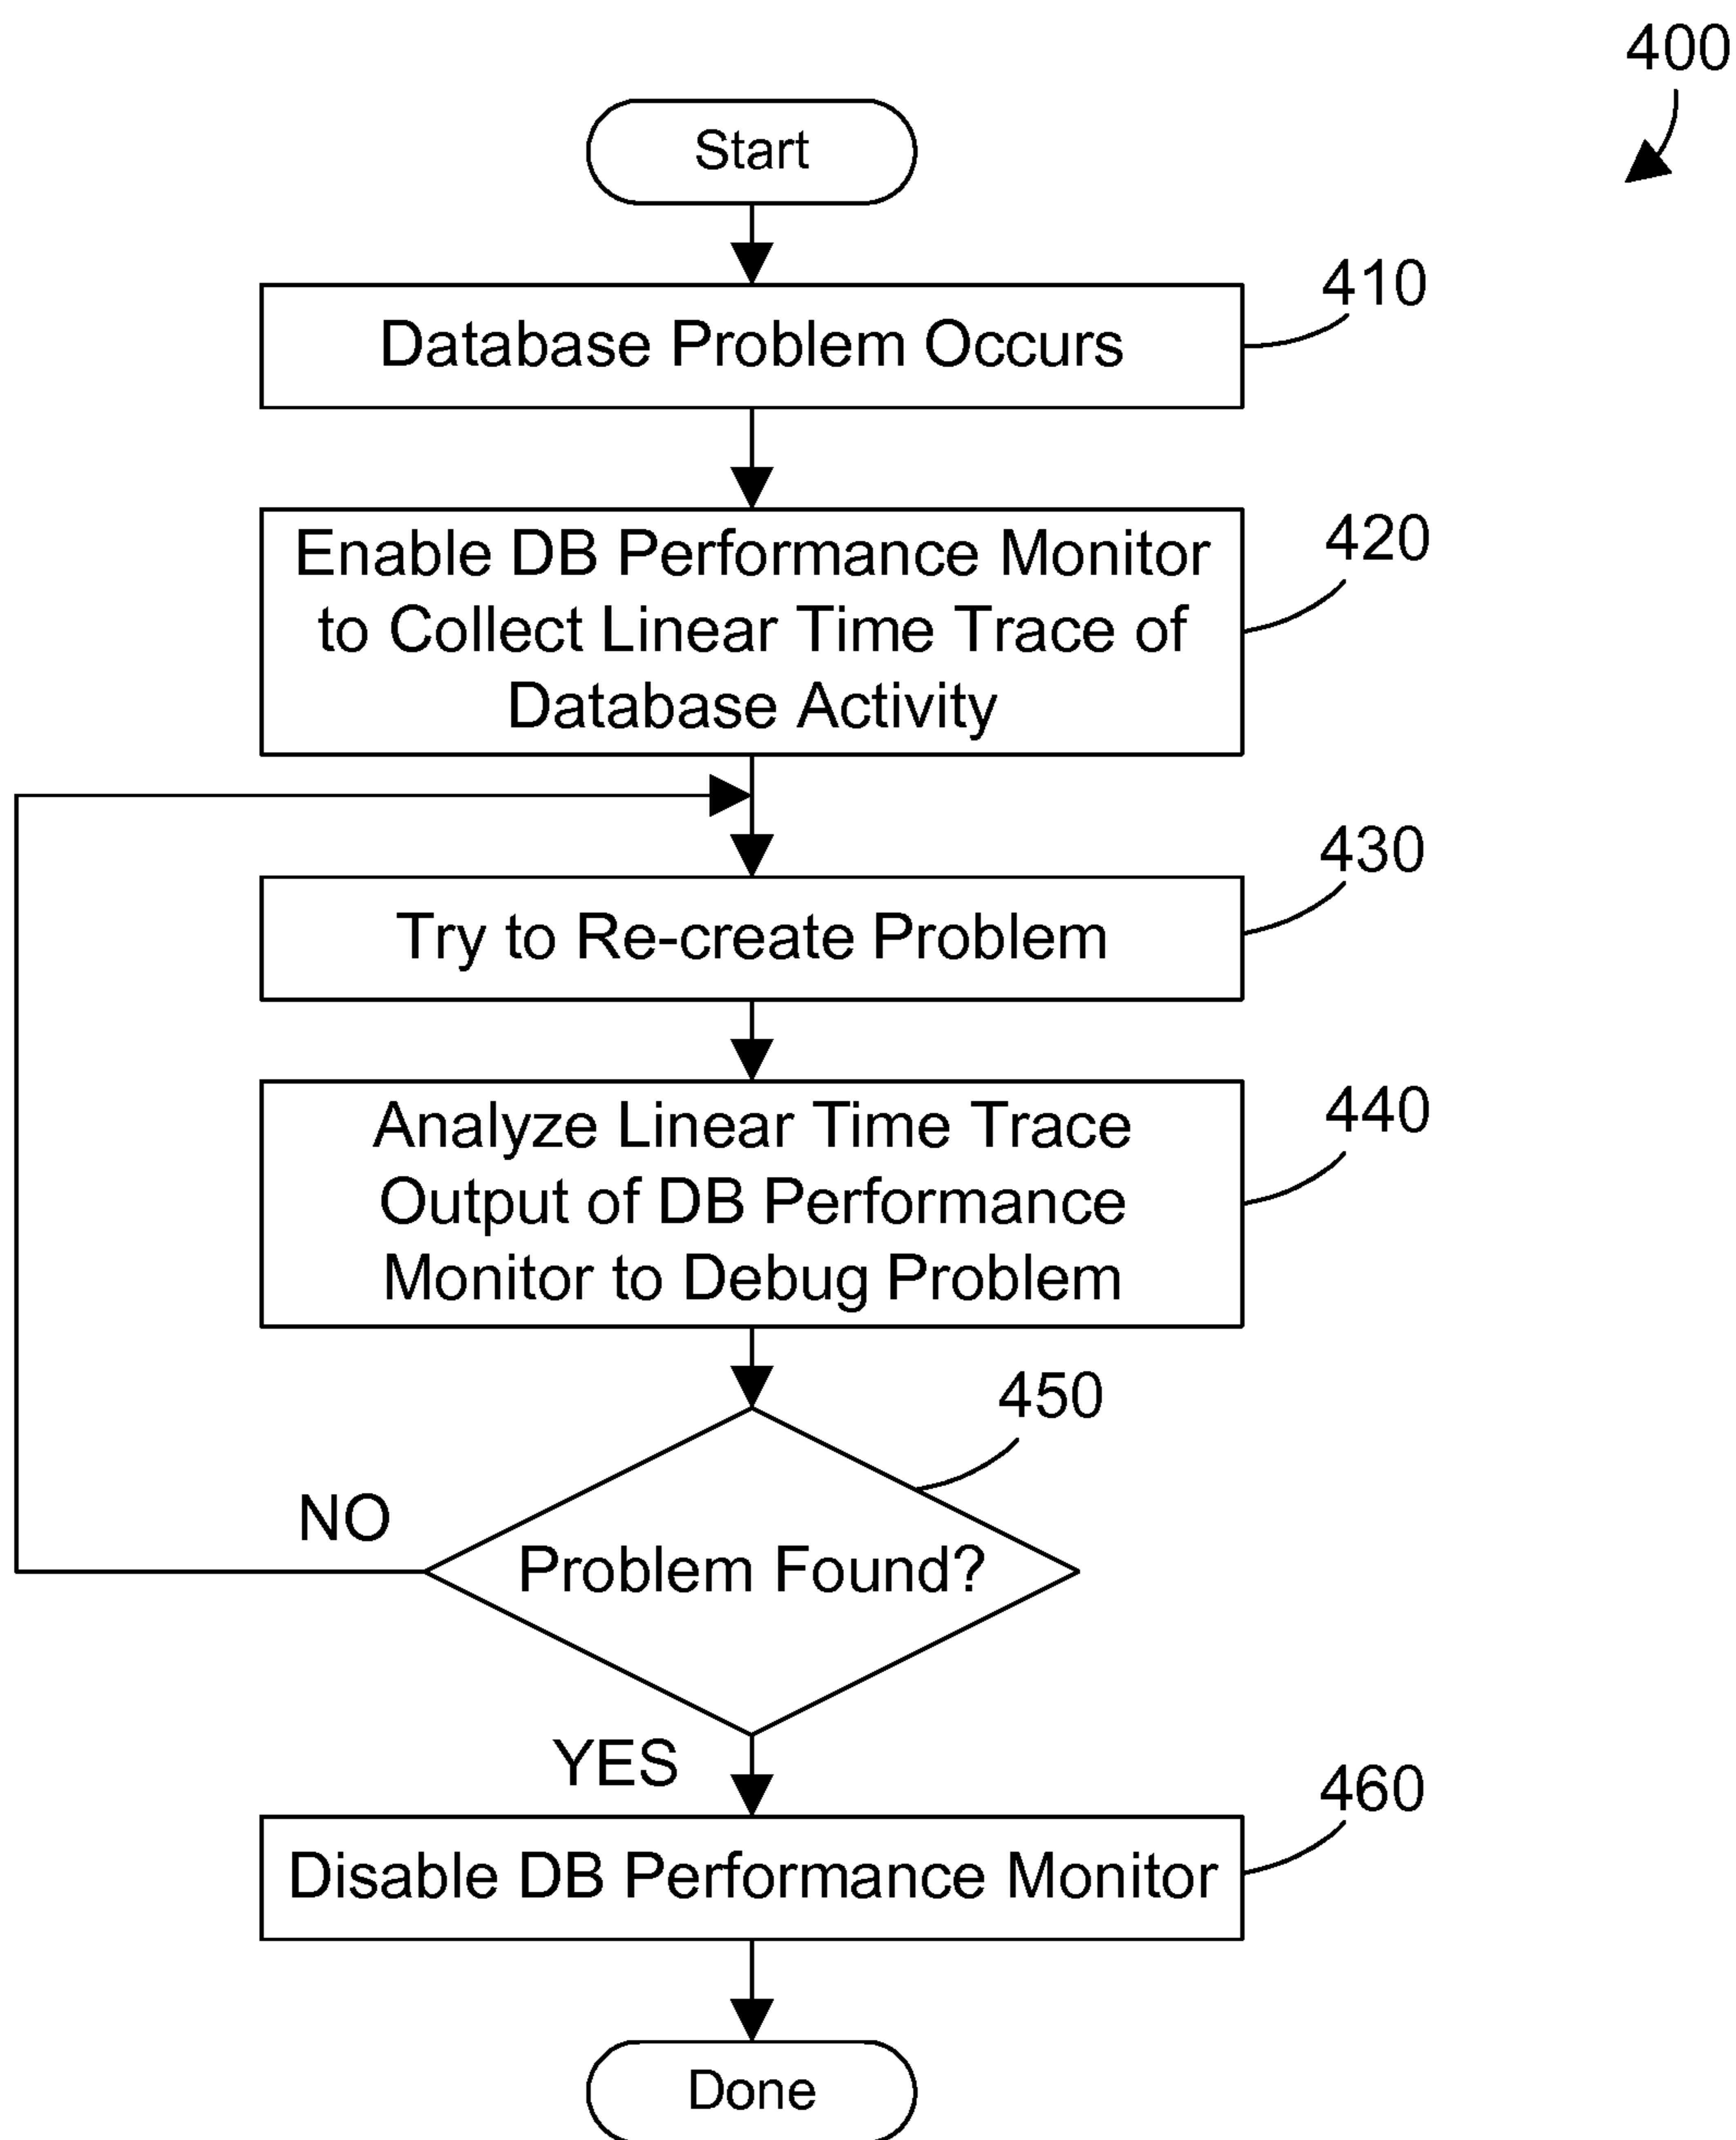 400
Start
410
Database Problem Occurs
420
Enable DB Performance Monitor
to Collect Linear Time Trace of
Database Activity
430
Try to Re-create Problem
440
Analyze Linear Time Trace
Output of DB Performance
Monitor to Debug Problem
450
NO
Problem Found?
YES
460
Disable DB Performance Monitor
Done